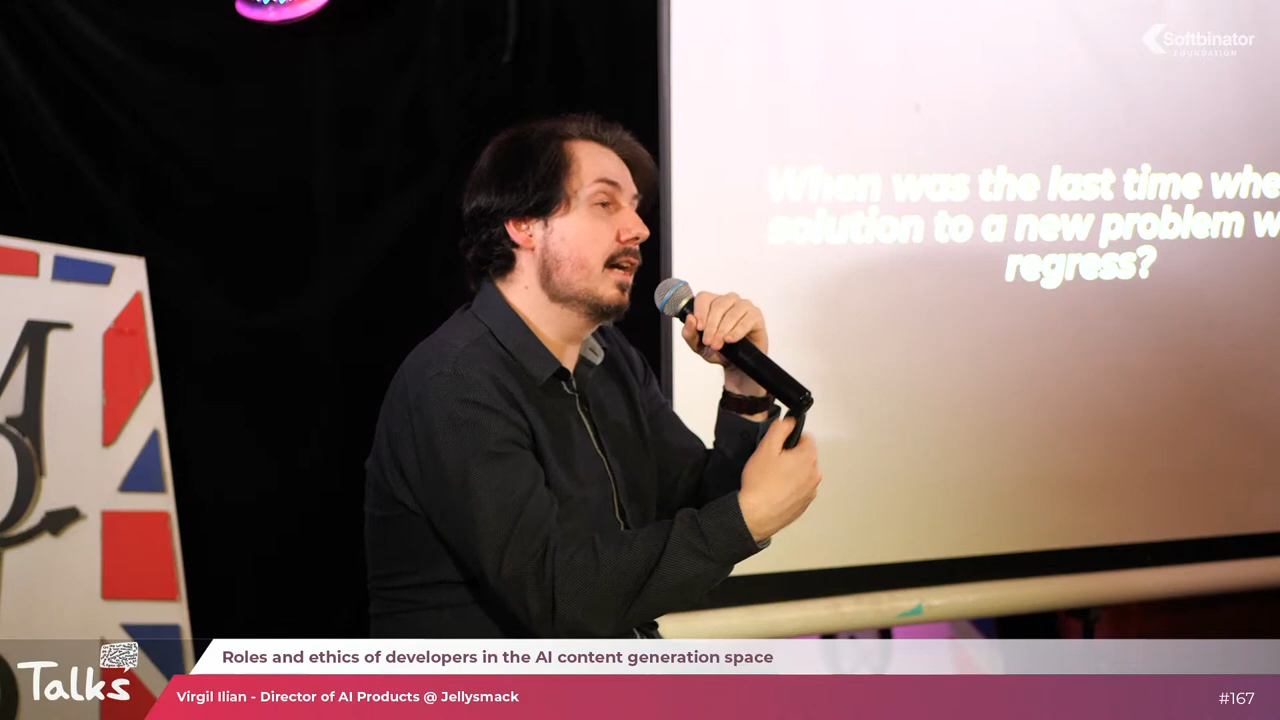 Softbinator
FOUNDATION
When was the last time whe
solution to a new problem w
regress?
Talks
Roles and ethics of developers in the AI content generation space
Virgil Ilian - Director of AI Products @ Jellysmack
#167